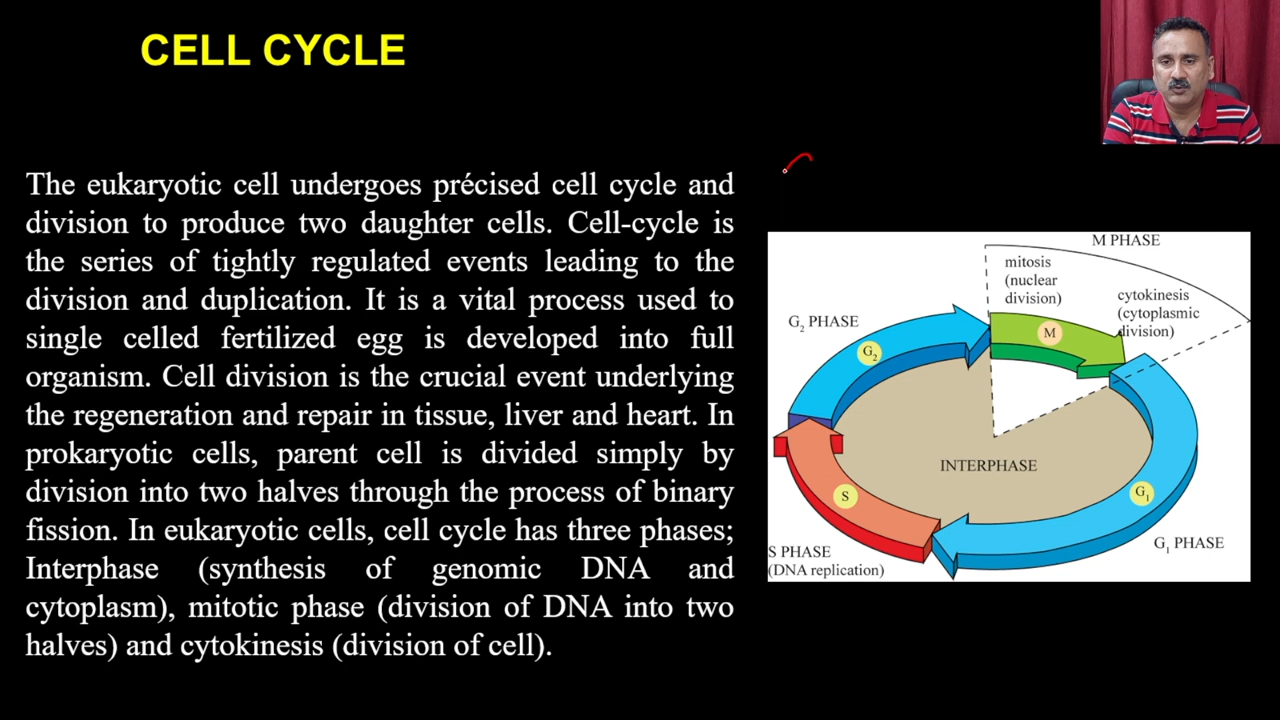 CELL CYCLE
The eukaryotic cell undergoes précised cell cycle and
division to produce two daughter cells. Cell-cycle is
the series of tightly regulated events leading to the
division and duplication. It is a vital process used to
single celled fertilized egg is developed into full
organism. Cell division is the crucial event underlying
the regeneration and repair in tissue, liver and heart. In
prokaryotic cells, parent cell is divided simply by
division into two halves through the process of binary
fission. In eukaryotic cells, cell cycle has three phases;
Interphase (synthesis of genomic DNA and
cytoplasm), mitotic phase (division of DNA into two
halves) and cytokinesis (division of cell).
M PHASE
mitosis
(nuclear
division)
cytokinesis
(cytoplasmic
division)
G₂ PHASE
M
G₂
INTERPHASE
S
G₁
G₁ PHASE
S PHASE
(DNA replication)